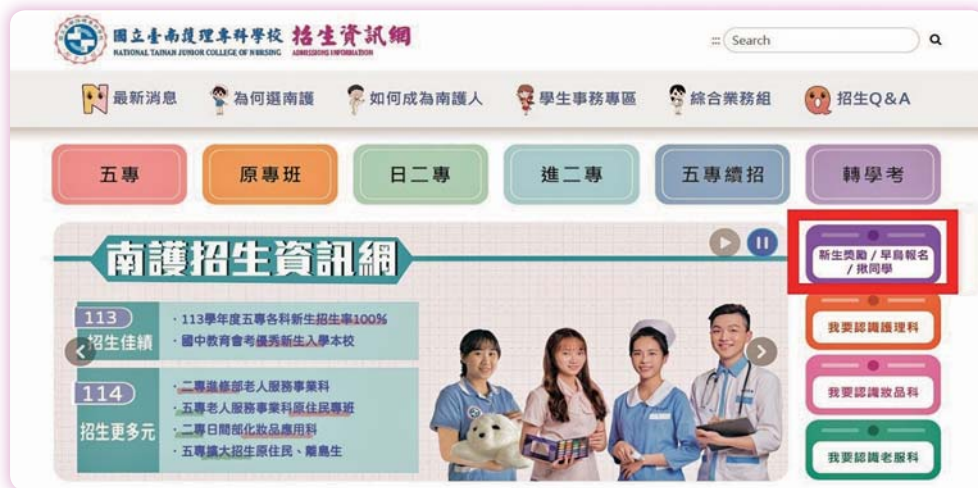 國立臺南護理專科學校 招生資訊網
NATIONAL TAINAN JUNIOR COLLEGE OF NURSING ADMISSIONS INFORMATION
Search
最新消息
為何選南護
如何成為南護人
學生事務專區
綜合業務組
招生Q&A
五專
原專班
日二專
進二專
五專續招
轉學考
南護招生資訊網
113
招生佳績
・113學年度五專各科新生招生率100%
・國中教育會考優秀新生入學本校
114
招生更多元
・二專進修部老人服務事業科
・五專老人服務事業科原住民專班
・二專日間部化妝品應用科
・五專擴大招生原住民、離島生
新生獎勵 / 早鳥報名
/ 揪同學
我要認識護理科
我要認識妝品科
我要認識老服科